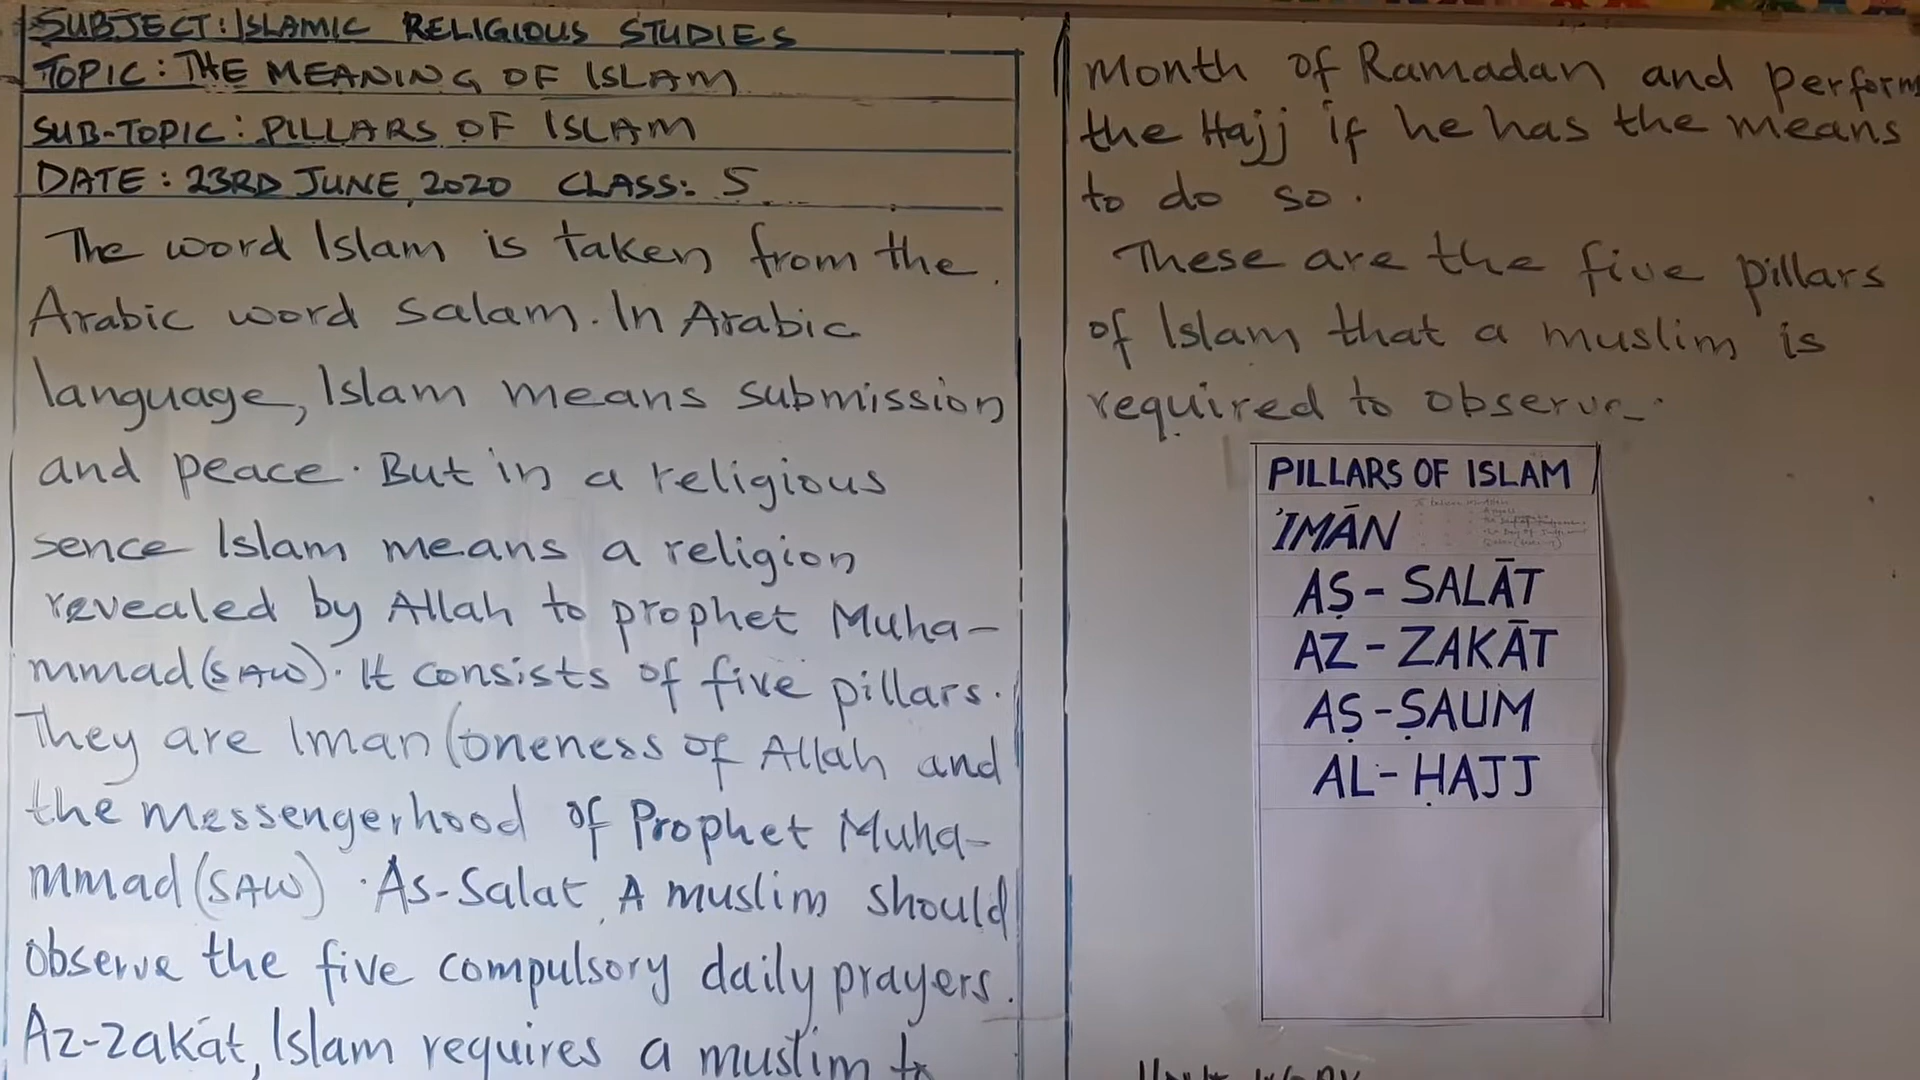 SUBJECT: ISLAMIC RELIGIOUS STUDIES
TOPIC: THE MEANING OF ISLAM
SUB-TOPIC: PILLARS OF ISLAM
DATE: 23RD JUNE, 2020 CLASS: 5
The word Islam is taken from the
Arabic word salam. In Arabic
language, Islam means submission
and peace. But in a religious
sence Islam means a religion
revealed by Allah to prophet Muha-
mmad (SAW). It consists of five pillars.
They are Iman (oneness of Allah and
the messengerhood of Prophet Muha-
mmad (SAW). As-Salat, A muslim should
observe the five compulsory daily prayers.
Az-zakāt, Islam requires a muslim to
month of Ramadan and perform
the Hajj if he has the means
to do so.
These are the five pillars
of Islam that a muslim is
required to observe.
PILLARS OF ISLAM
'IMĀN
AṢ-SALĀT
AZ-ZAKĀT
AṢ-ṢAUM
AL-ḤAJJ